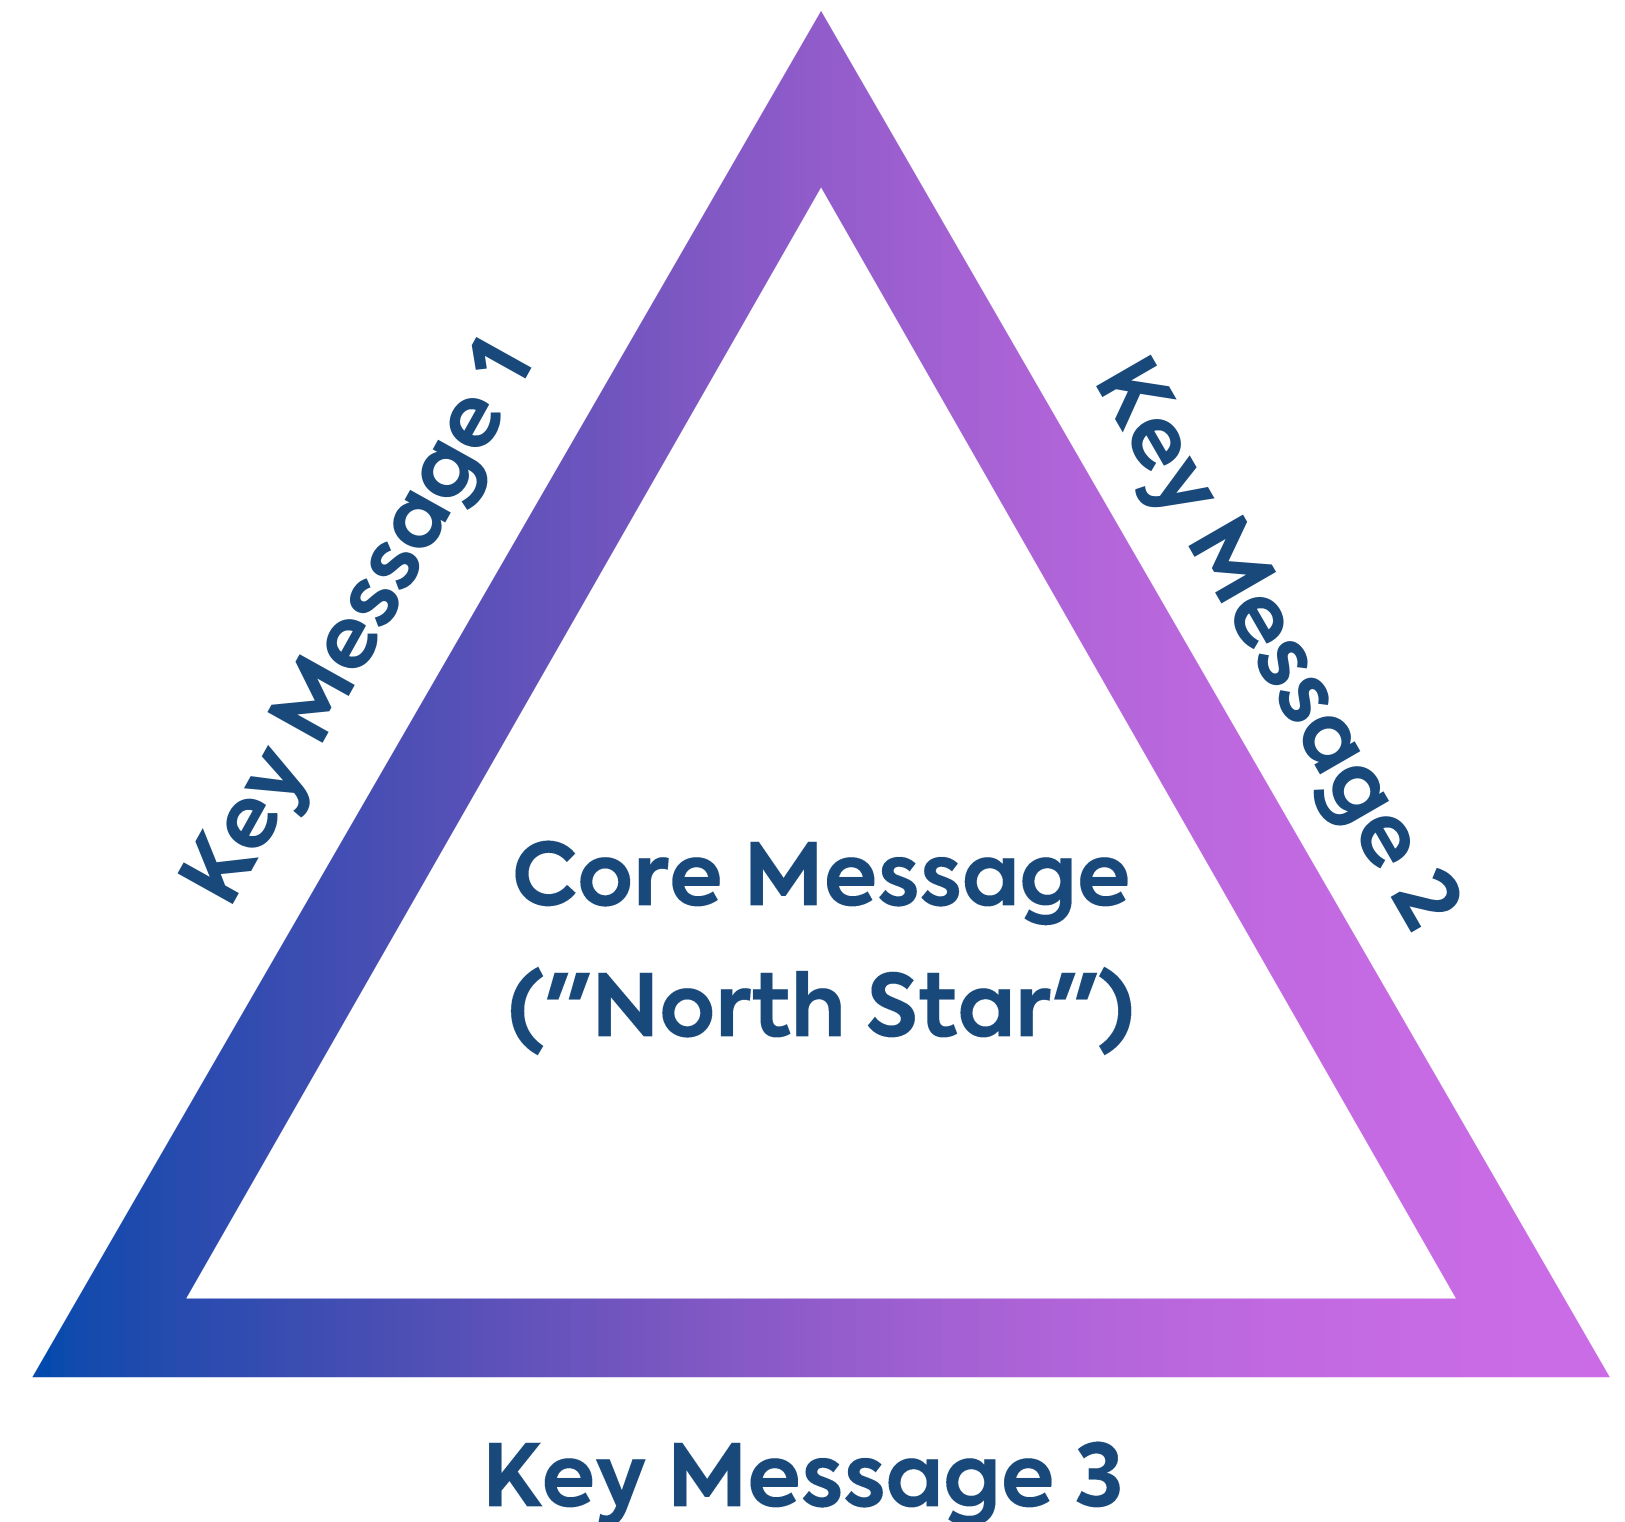 Key Message 1
Key Message 2
Core Message
("North Star")
Key Message 3